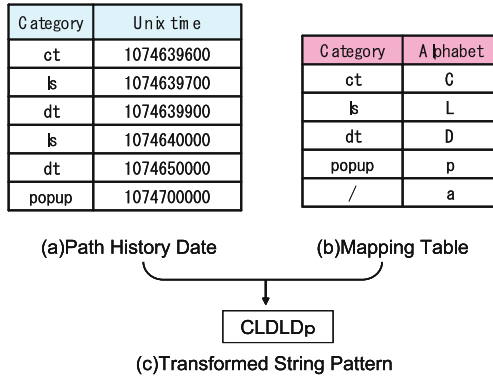 Category Unix time
ct 1074639600
ls 1074639700
dt 1074639900
ls 1074640000
dt 1074650000
popup 1074700000
(a)Path History Date
Category Alphabet
ct C
ls L
dt D
popup p
/ a
(b)Mapping Table
CLDLDp
(c)Transformed String Pattern